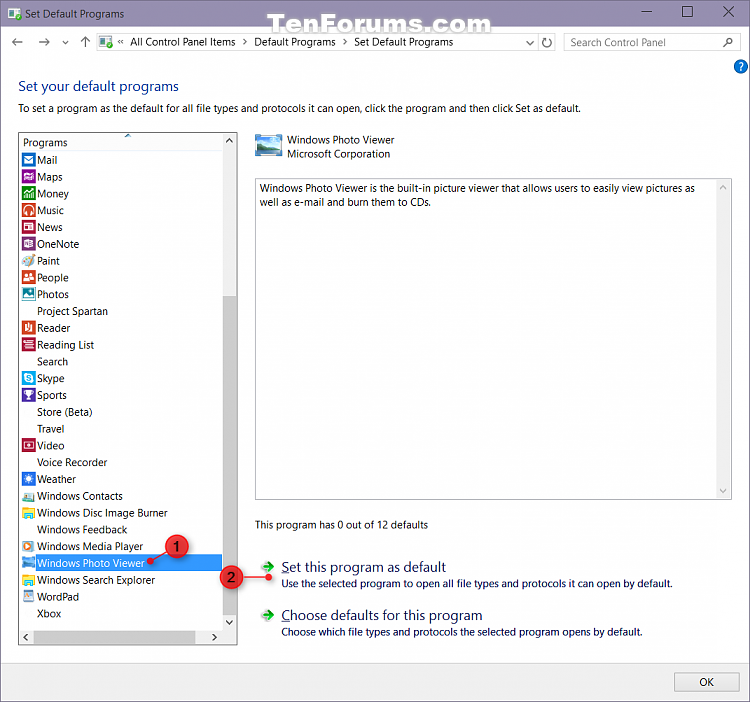 Set Default Programs
TenForums.com
« All Control Panel Items > Default Programs > Set Default Programs
Search Control Panel
?
Set your default programs
To set a program as the default for all file types and protocols it can open, click the program and then click Set as default.
Programs
Mail
Maps
Money
Music
News
OneNote
Paint
People
Photos
Project Spartan
Reader
Reading List
Search
Skype
Sports
Store (Beta)
Travel
Video
Voice Recorder
Weather
Windows Contacts
Windows Disc Image Burner
Windows Feedback
Windows Media Player
Windows Photo Viewer
Windows Search Explorer
WordPad
Xbox
1
Windows Photo Viewer
Microsoft Corporation
Windows Photo Viewer is the built-in picture viewer that allows users to easily view pictures as
well as e-mail and burn them to CDs.
This program has 0 out of 12 defaults
2
Set this program as default
Use the selected program to open all file types and protocols it can open by default.
Choose defaults for this program
Choose which file types and protocols the selected program opens by default.
OK